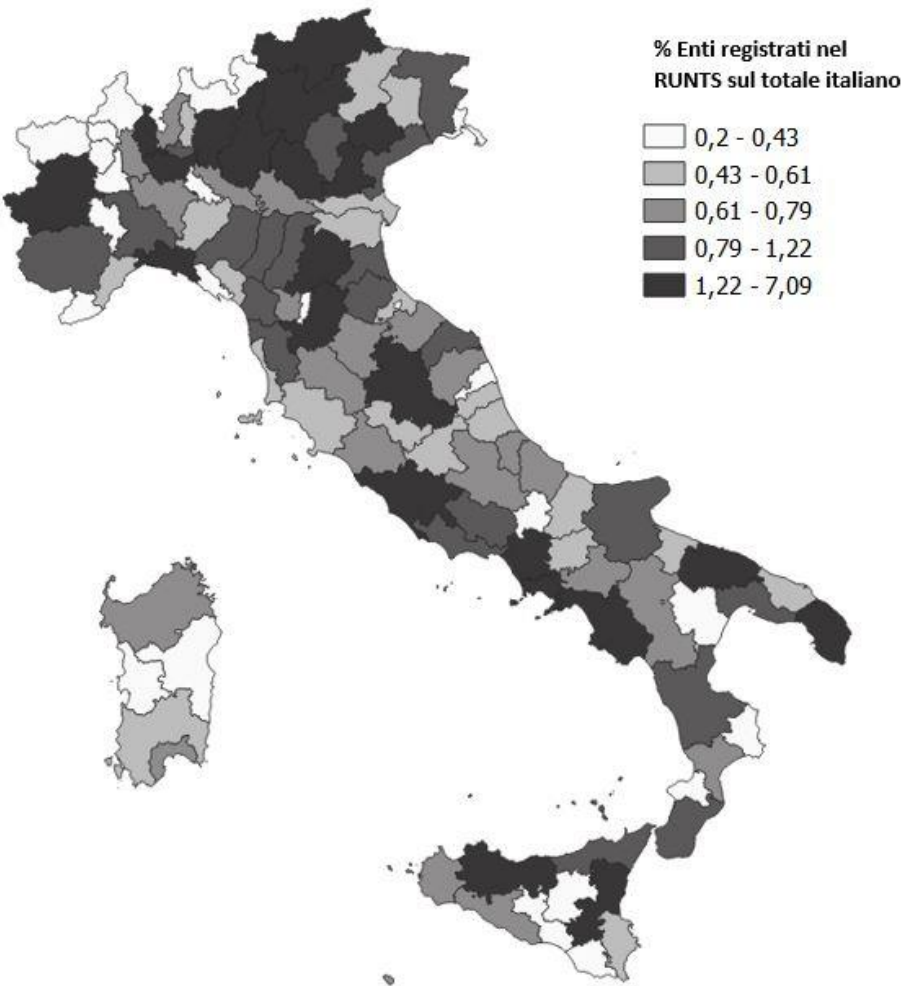 % Enti registrati nel
RUNTS sul totale italiano
0,2 - 0,43
0,43 - 0,61
0,61 - 0,79
0,79 - 1,22
1,22 - 7,09